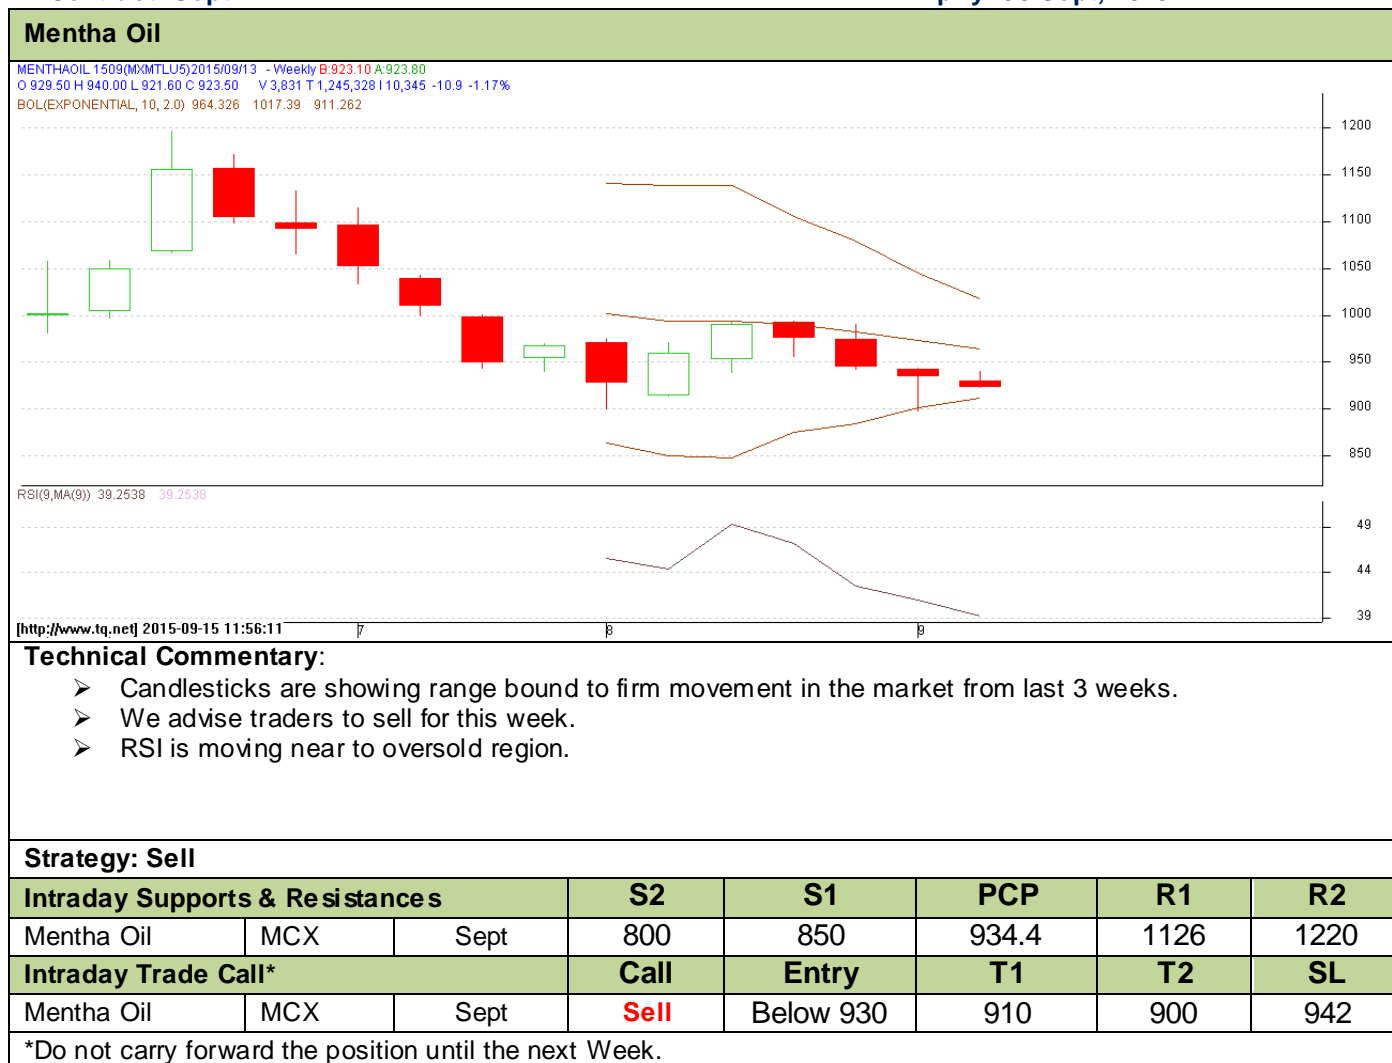 Mentha Oil
MENTHAOIL 1509(MXMTLU5)2015/09/13 - Weekly B:923.10 A:923.80
O 929.50 H 940.00 L 921.60 C 923.50 V 3,831 T 1,245,328 I 10,345 -10.9 -1.17%
BOL(EXPONENTIAL, 10, 2.0) 964.326 1017.39 911.262
1200
1150
1100
1050
1000
950
900
850
RSI(9,MA(9)) 39.2538 39.2538
49
44
39
[http://www.tq.net] 2015-09-15 11:56:11 7 8 9
Technical Commentary:
➢ Candlesticks are showing range bound to firm movement in the market from last 3 weeks.
➢ We advise traders to sell for this week.
➢ RSI is moving near to oversold region.
Strategy: Sell
Intraday Supports & Resistances S2 S1 PCP R1 R2
Mentha Oil MCX Sept 800 850 934.4 1126 1220
Intraday Trade Call* Call Entry T1 T2 SL
Mentha Oil MCX Sept Sell Below 930 910 900 942
*Do not carry forward the position until the next Week.